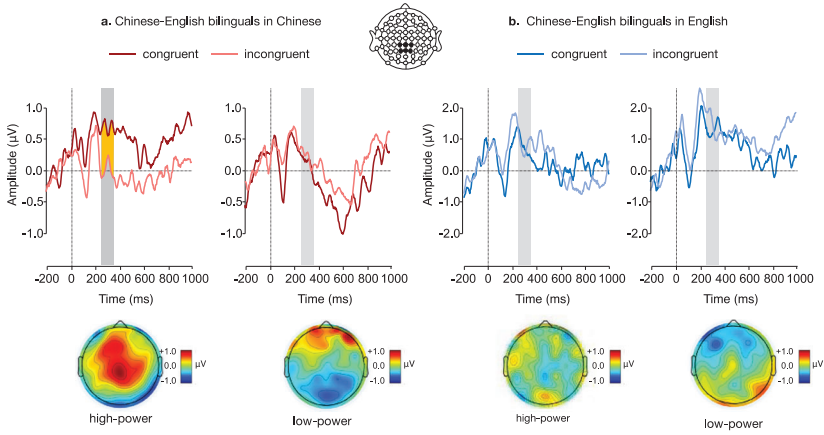 a. Chinese-English bilinguals in Chinese
congruent
incongruent
b. Chinese-English bilinguals in English
congruent
incongruent
Amplitude (µV)
1.0
0.5
0.0
0.5
1.0
-200 0 200 400 600 800 1000
Time (ms)
1.0
0.5
0.0
-0.5
-1.0
-200 0 200 400 600 800 1000
Time (ms)
Amplitude (µV)
2.0
1.0
0.0
-1.0
-2.0
-200 0 200 400 600 800 1000
Time (ms)
2.0
1.0
0.0
-1.0
-2.0
-200 0 200 400 600 800 1000
Time (ms)
+1.0
0.0
-1.0
µV
high-power
+1.0
0.0
-1.0
µV
low-power
+1.0
0.0
-1.0
µV
high-power
+1.0
0.0
-1.0
µV
low-power